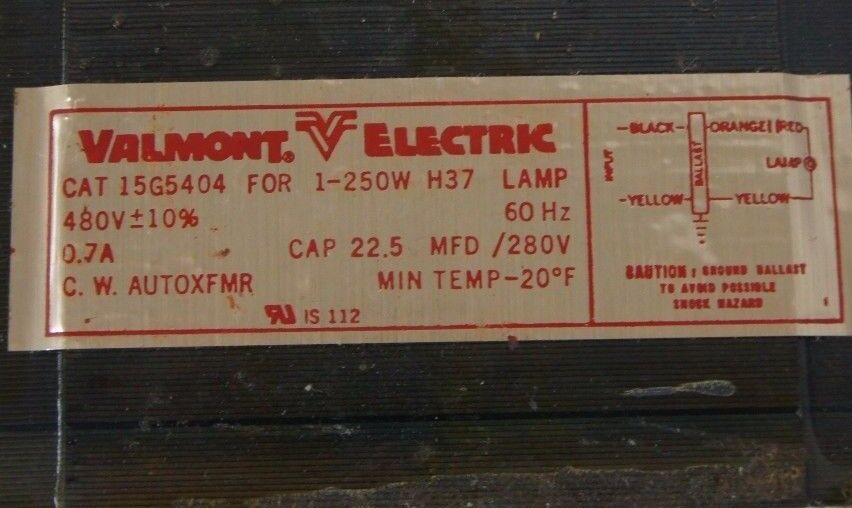 VALMONT® ELECTRIC
CAT 15G5404 FOR 1-250W H37 LAMP
480V±10% 60 Hz
0.7A CAP 22.5 MFD /280V
C. W. AUTOXFMR MIN TEMP-20°F
RU IS 112
INPUT
BLACK
BALLAST
ORANGE
RED
LAMP
YELLOW
YELLOW
CAUTION: GROUND BALLAST
TO AVOID POSSIBLE
SHOCK HAZARD